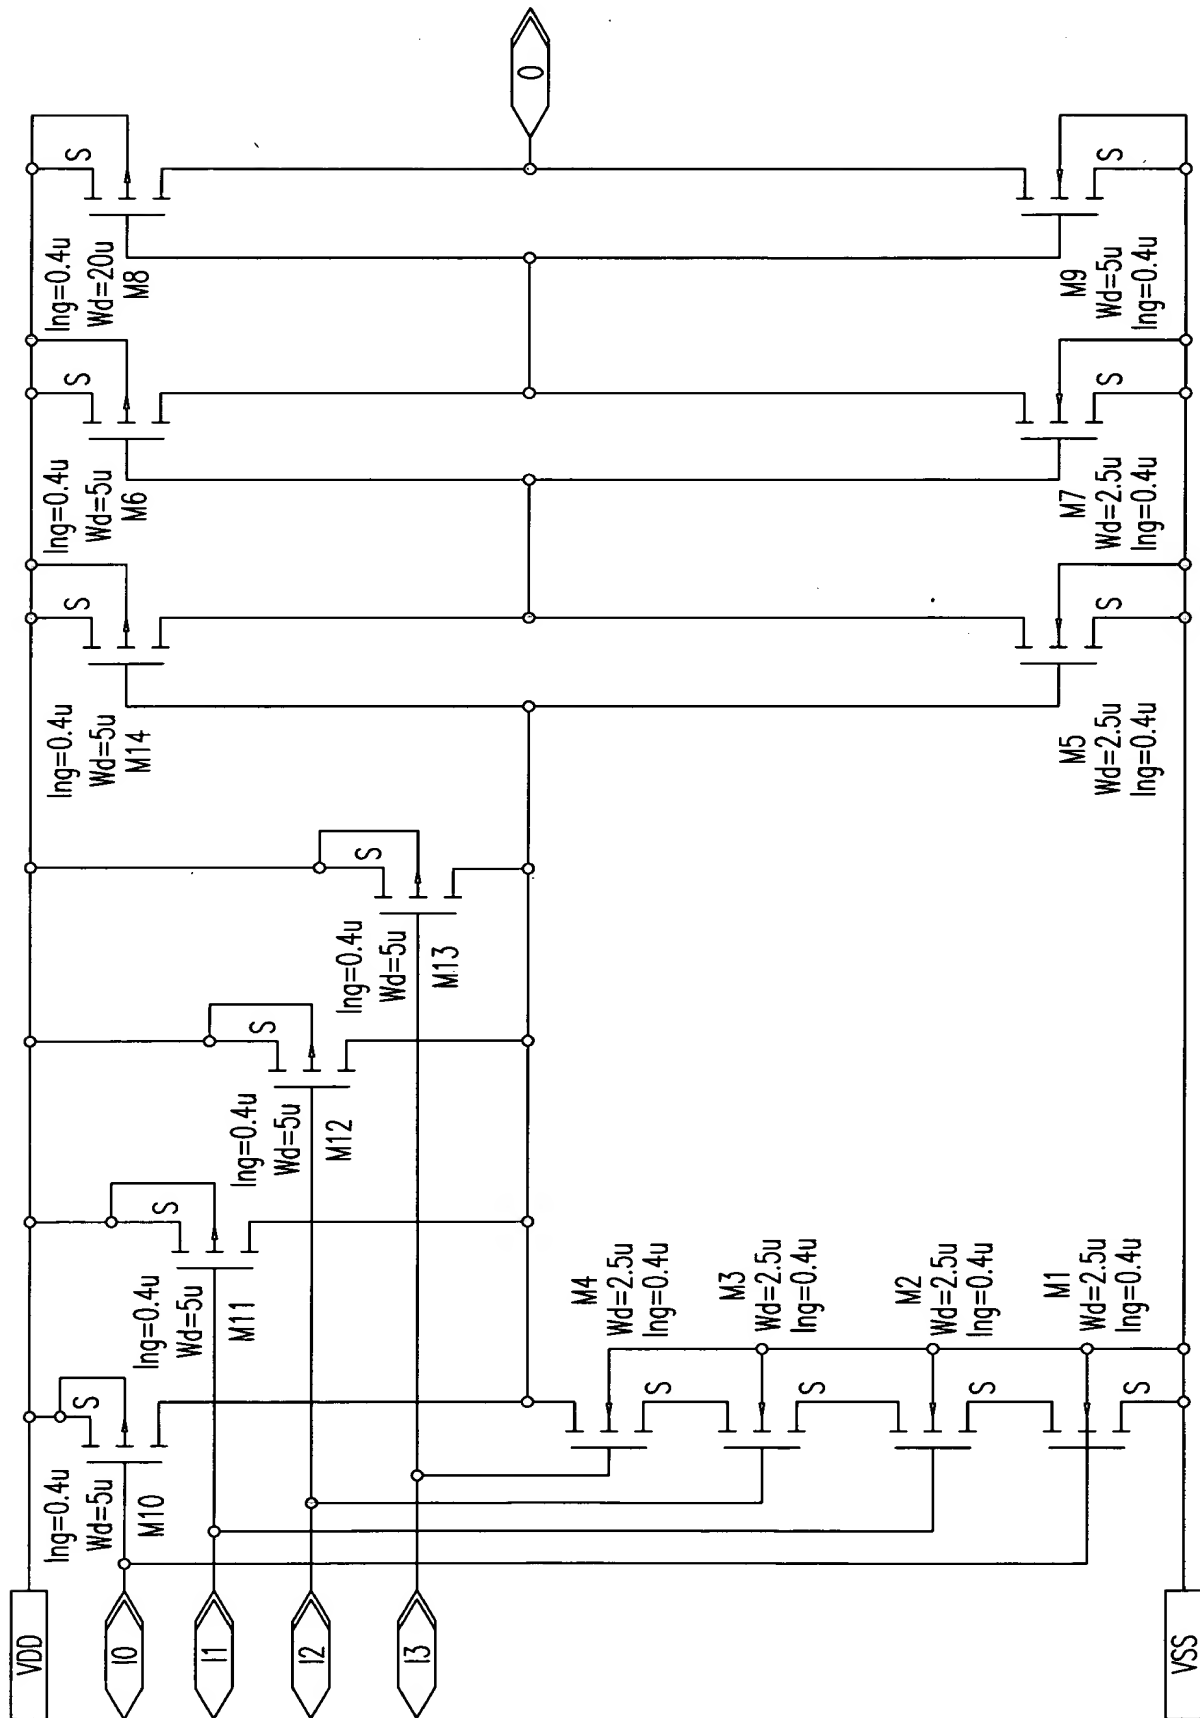 VDD
I0
I1
I2
I3
VSS
lng=0.4u
Wd=5u
M10
S
lng=0.4u
Wd=5u
M11
S
lng=0.4u
Wd=5u
M12
S
lng=0.4u
Wd=5u
M13
S
M4
Wd=2.5u
lng=0.4u
S
M3
Wd=2.5u
lng=0.4u
S
M2
Wd=2.5u
lng=0.4u
S
M1
Wd=2.5u
lng=0.4u
S
lng=0.4u
Wd=5u
M14
S
M5
Wd=2.5u
lng=0.4u
S
lng=0.4u
Wd=5u
M6
S
M7
Wd=2.5u
lng=0.4u
S
lng=0.4u
Wd=20u
M8
S
M9
Wd=5u
lng=0.4u
S
O